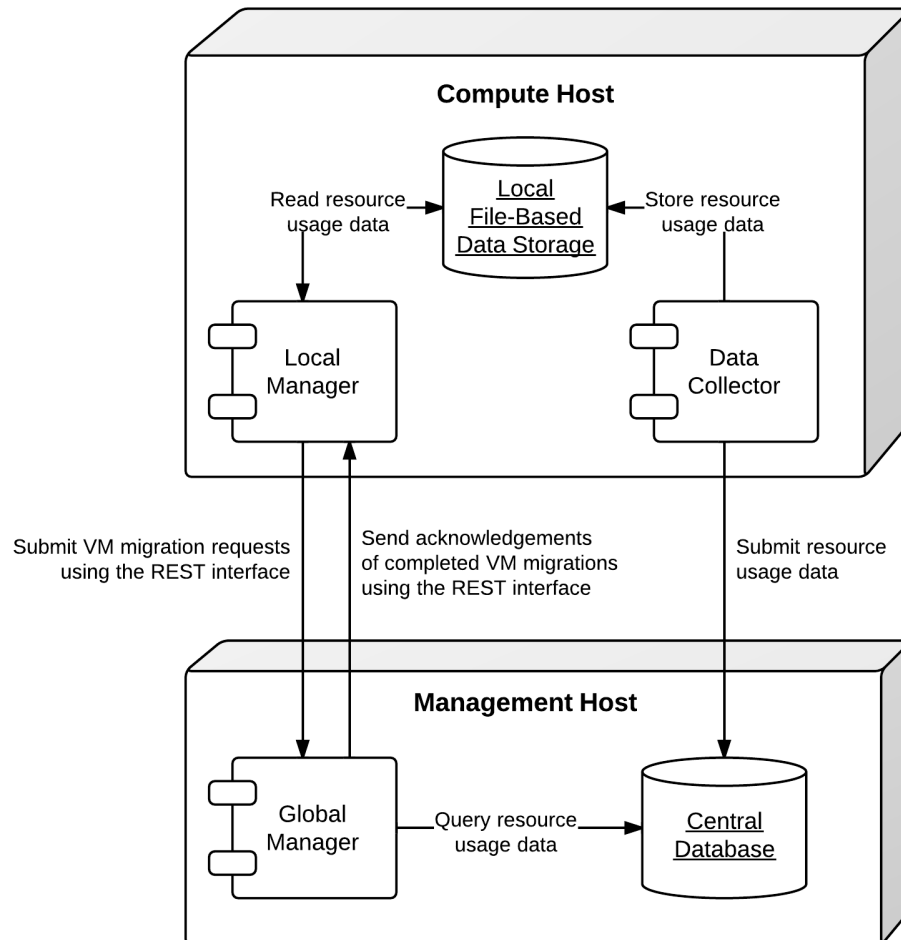 Compute Host
Local
File-Based
Data Storage
Read resource
usage data
Store resource
usage data
Local
Manager
Data
Collector
Submit VM migration requests
using the REST interface
Send acknowledgements
of completed VM migrations
using the REST interface
Submit resource
usage data
Management Host
Global
Manager
Query resource
usage data
Central
Database